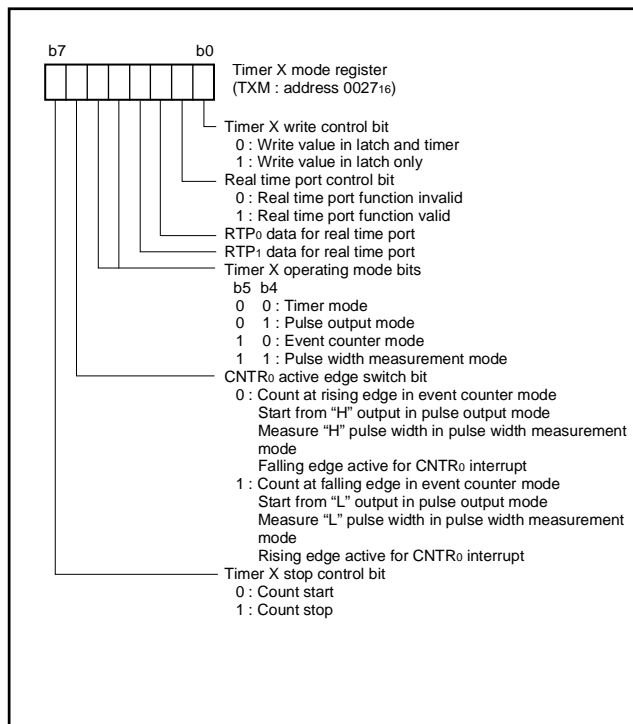 b7 b0
Timer X mode register
(TXM : address 002716)
Timer X write control bit
0 : Write value in latch and timer
1 : Write value in latch only
Real time port control bit
0 : Real time port function invalid
1 : Real time port function valid
RTP0 data for real time port
RTP1 data for real time port
Timer X operating mode bits
b5 b4
0 0 : Timer mode
0 1 : Pulse output mode
1 0 : Event counter mode
1 1 : Pulse width measurement mode
CNTR0 active edge switch bit
0 : Count at rising edge in event counter mode
Start from “H” output in pulse output mode
Measure “H” pulse width in pulse width measurement
mode
Falling edge active for CNTR0 interrupt
1 : Count at falling edge in event counter mode
Start from “L” output in pulse output mode
Measure “L” pulse width in pulse width measurement
mode
Rising edge active for CNTR0 interrupt
Timer X stop control bit
0 : Count start
1 : Count stop